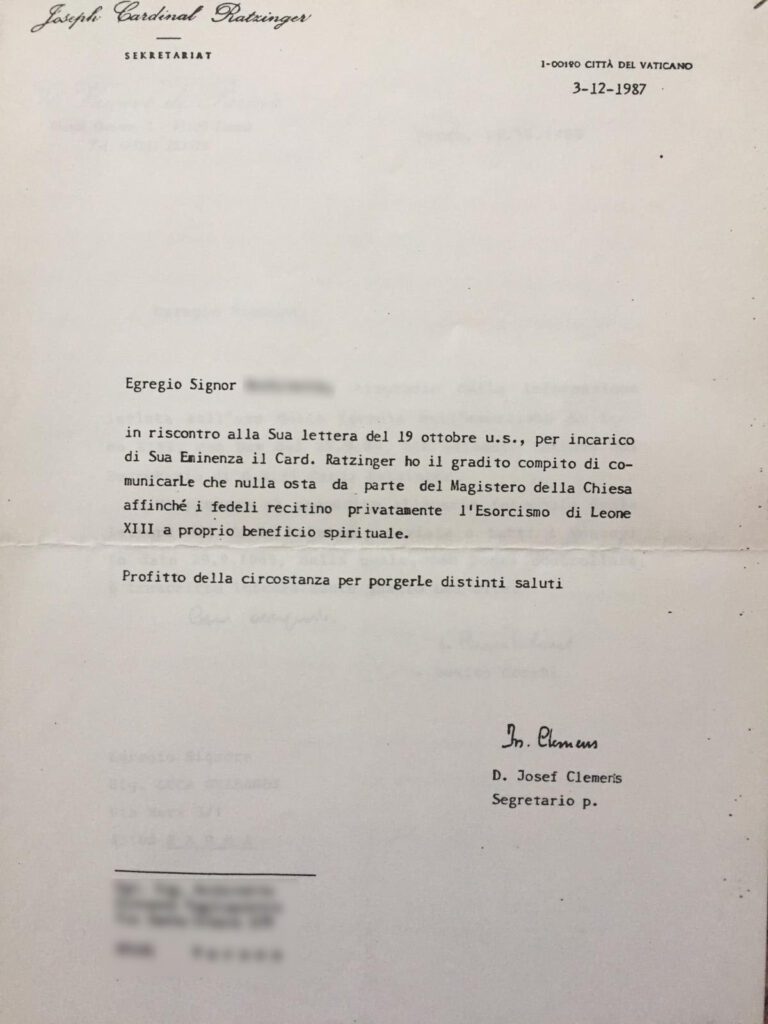 Joseph Cardinal Ratzinger
SEKRETARIAT
I-00120 CITTÀ DEL VATICANO
3-12-1987
Egregio Signor
in riscontro alla Sua lettera del 19 ottobre u.s., per incarico
di Sua Eminenza il Card. Ratzinger ho il gradito compito di co-
municarLe che nulla osta da parte del Magistero della Chiesa
affinché i fedeli recitino privatamente l'Esorcismo di Leone
XIII a proprio beneficio spirituale.
Profitto della circostanza per porgerLe distinti saluti
Jos. Clemens
D. Josef Clemens
Segretario p.